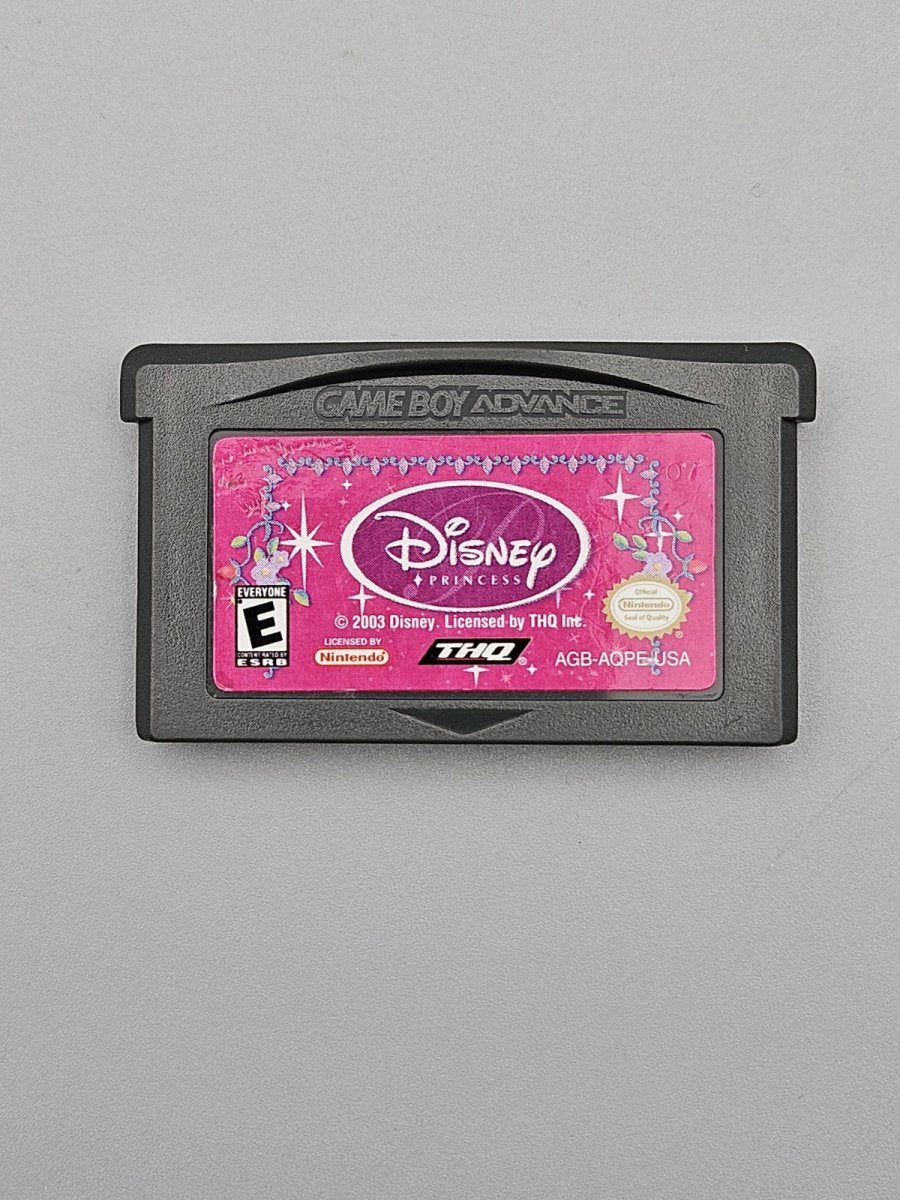 GAME BOY ADVANCE
07
Disney
PRINCESS
EVERYONE
E
CONTENT RATED BY
ESRB
© 2003 Disney. Licensed by THQ Inc.
LICENSED BY
Nintendo®
THQ®
Official
Nintendo
Seal of Quality
®
AGB-AQPE-USA